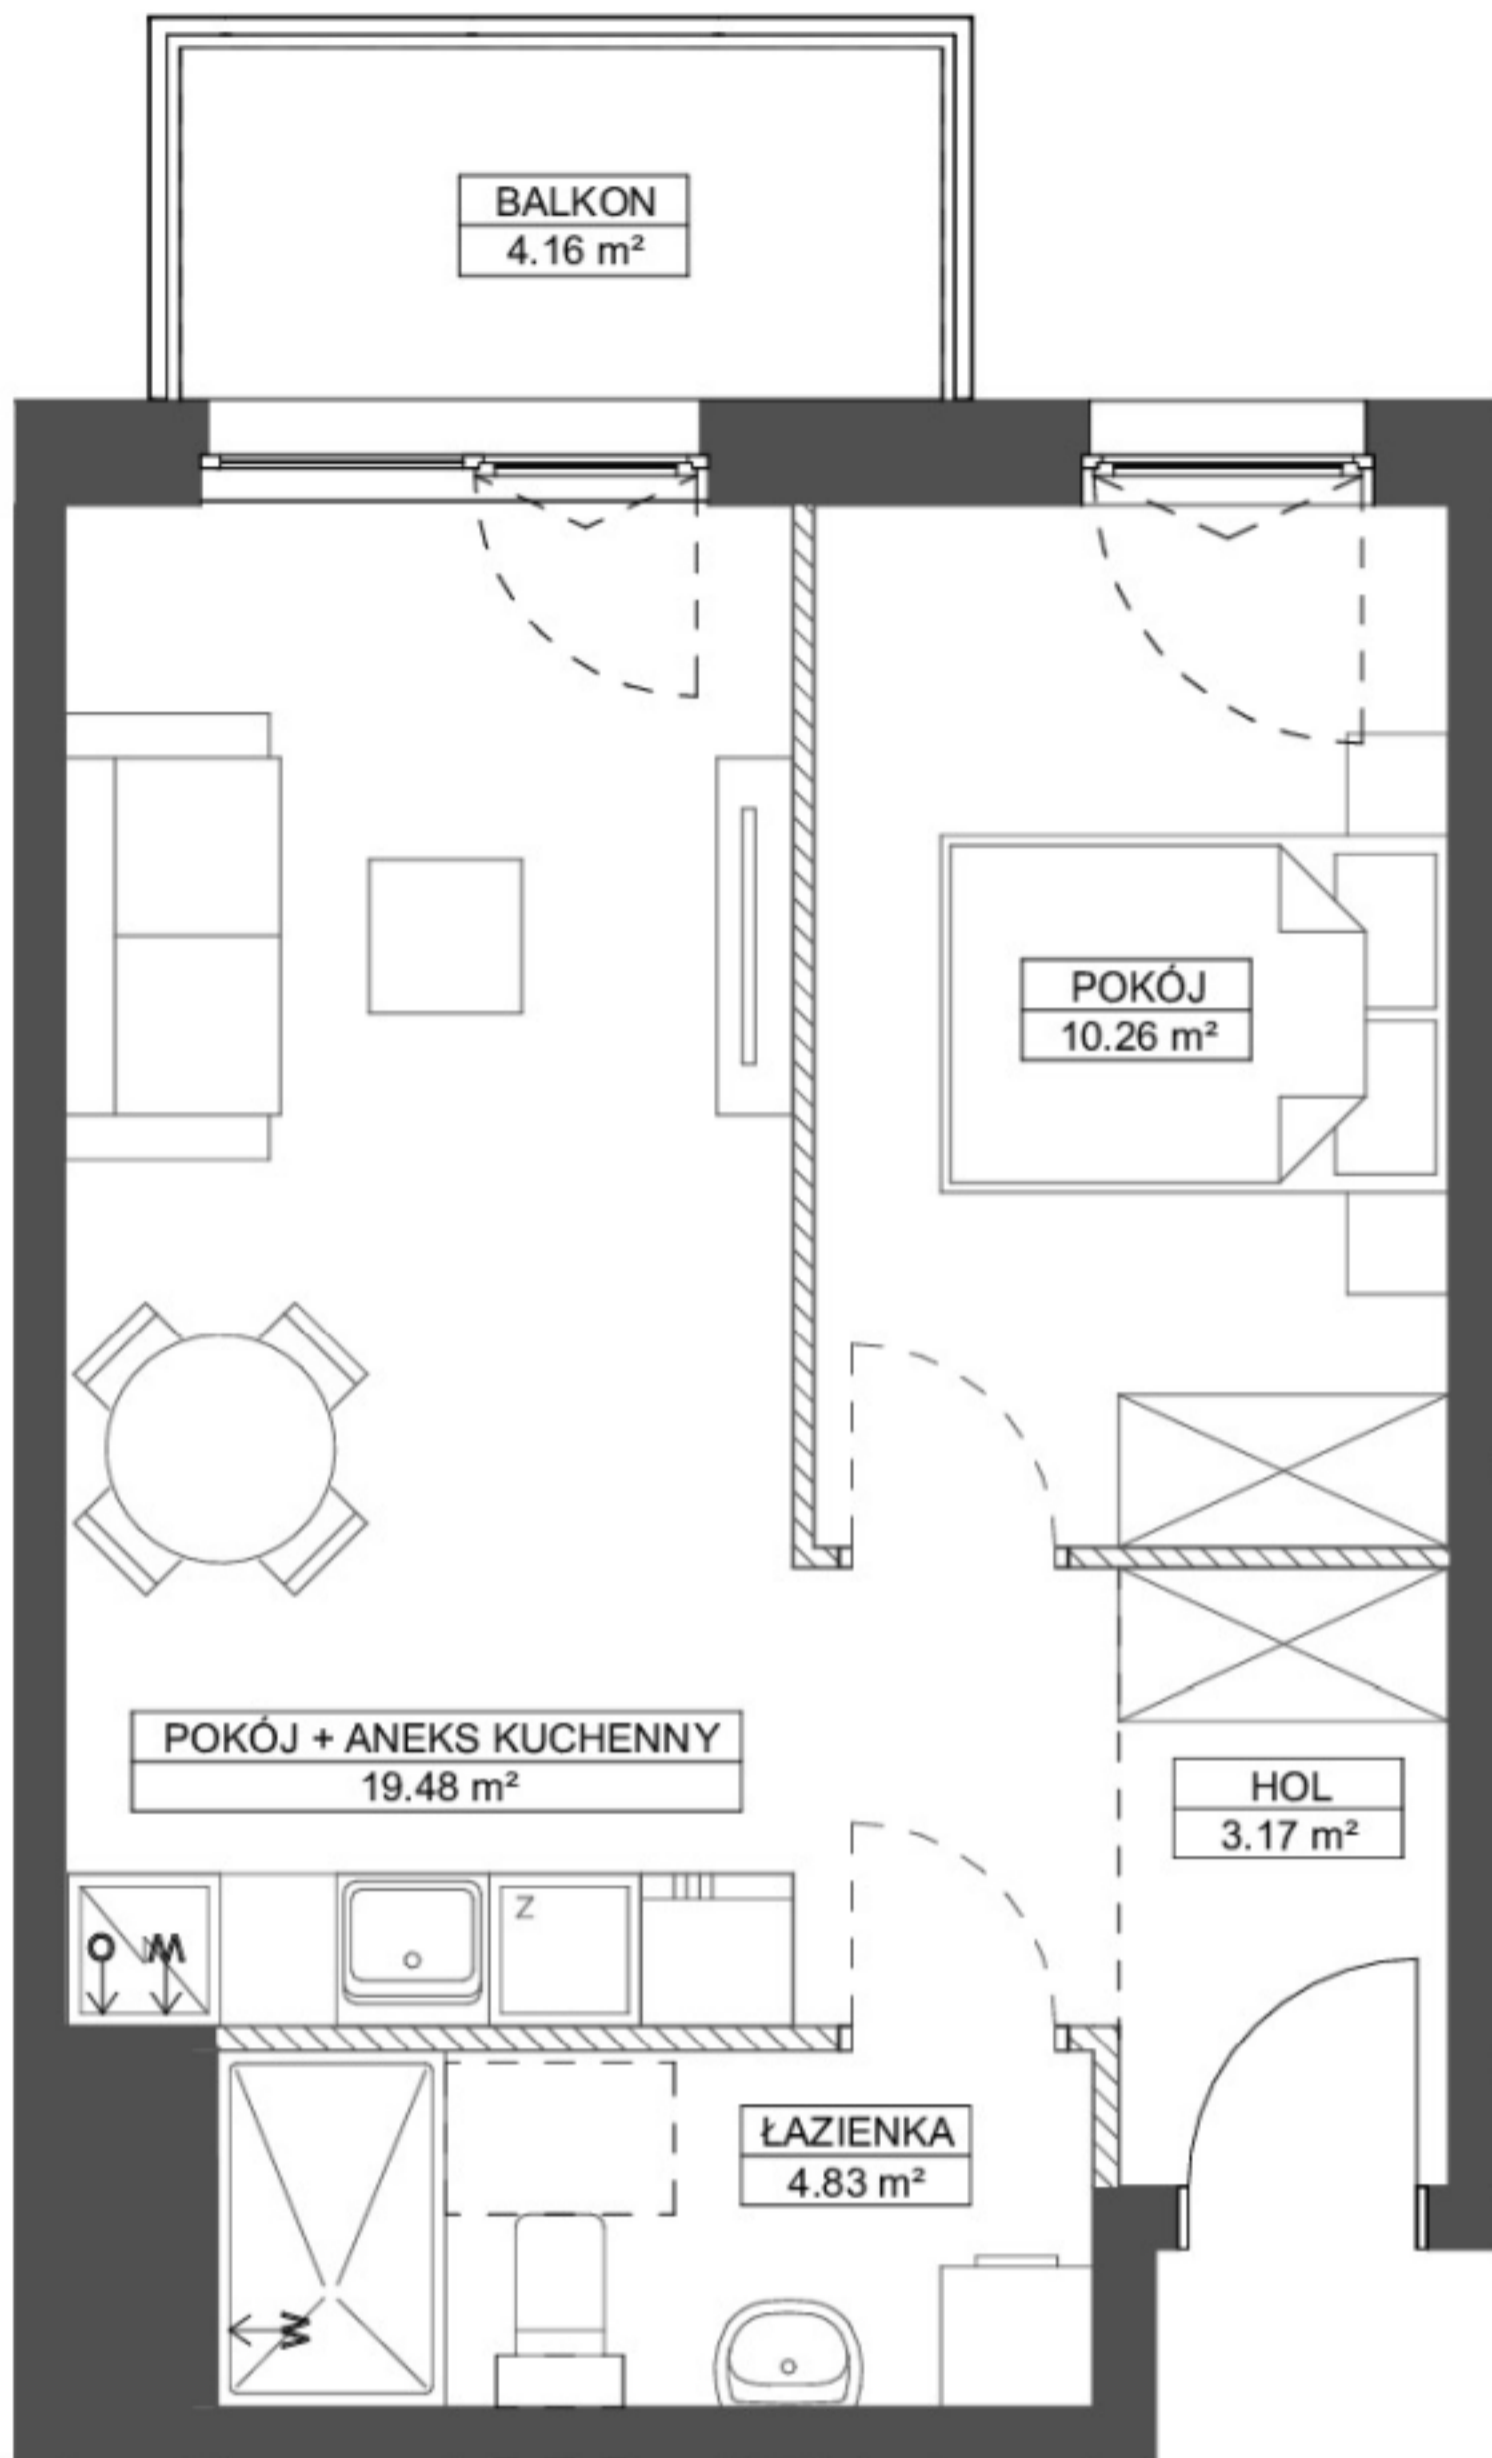 BALKON
4.16 m²
POKÓJ
10.26 m²
POKÓJ + ANEKS KUCHENNY
19.48 m²
HOL
3.17 m²
O W
Z
ŁAZIENKA
4.83 m²
W